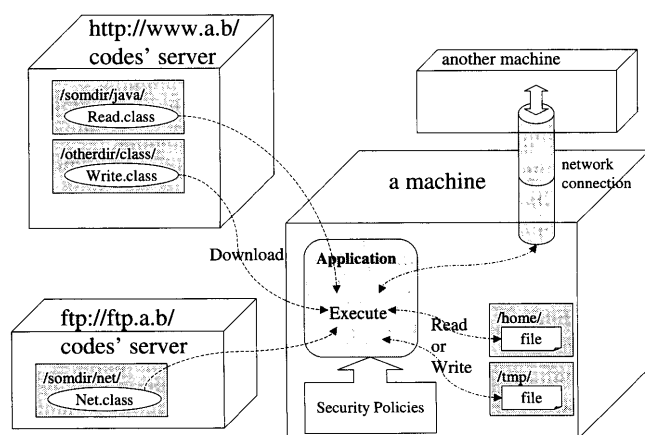 http://www.a.b/
codes' server
/somdir/java/
Read.class
/otherdir/class/
Write.class
Download
ftp://ftp.a.b/
codes' server
/somdir/net/
Net.class
another machine
network
connection
a machine
Application
Execute
Read
or
Write
/home/
file
/tmp/
file
Security Policies